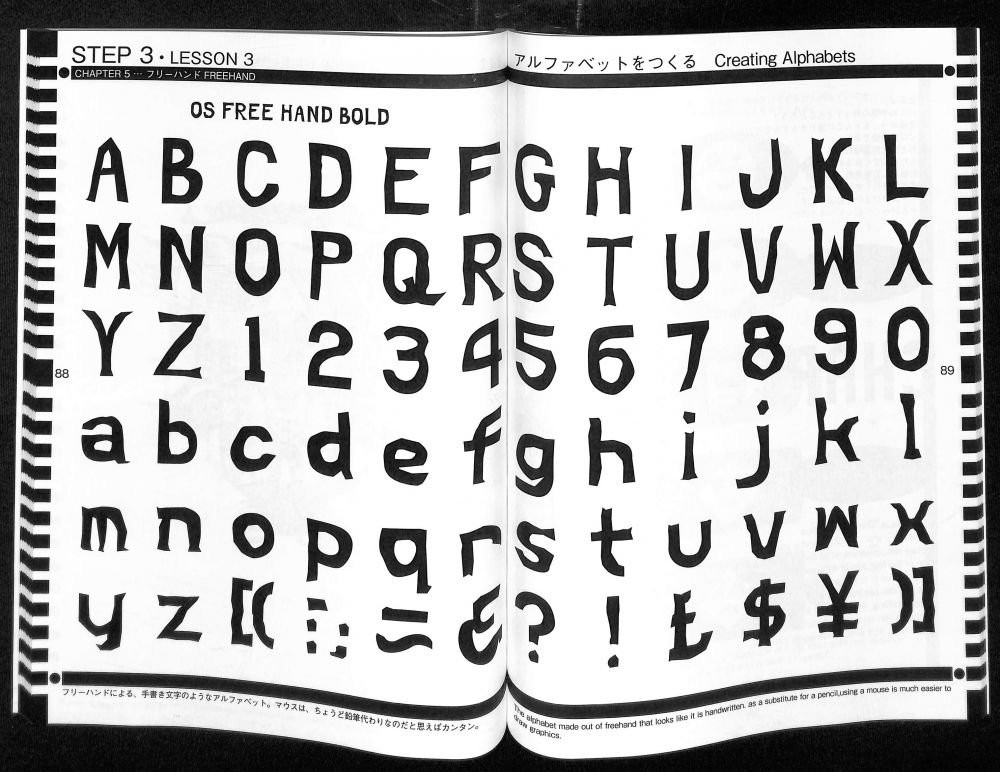 STEP 3・LESSON 3
CHAPTER 5 … フリーハンド FREEHAND
アルファベットをつくる Creating Alphabets
OS FREE HAND BOLD
A B C D E F G H I J K L
M N O P Q R S T U V W X
Y Z 1 2 3 4 5 6 7 8 9 0
a b c d e f g h i j k l
m n o p q r s t u v w x
y z [( ? ! £ $ ¥ )]
88
89
フリーハンドによる、手書き文字のようなアルファベット。マウスは、ちょうど鉛筆代わりなのだと思えばカンタン。
The alphabet made out of freehand that looks like it is handwritten. as a substitute for a pencil,using a mouse is much easier to
draw graphics.